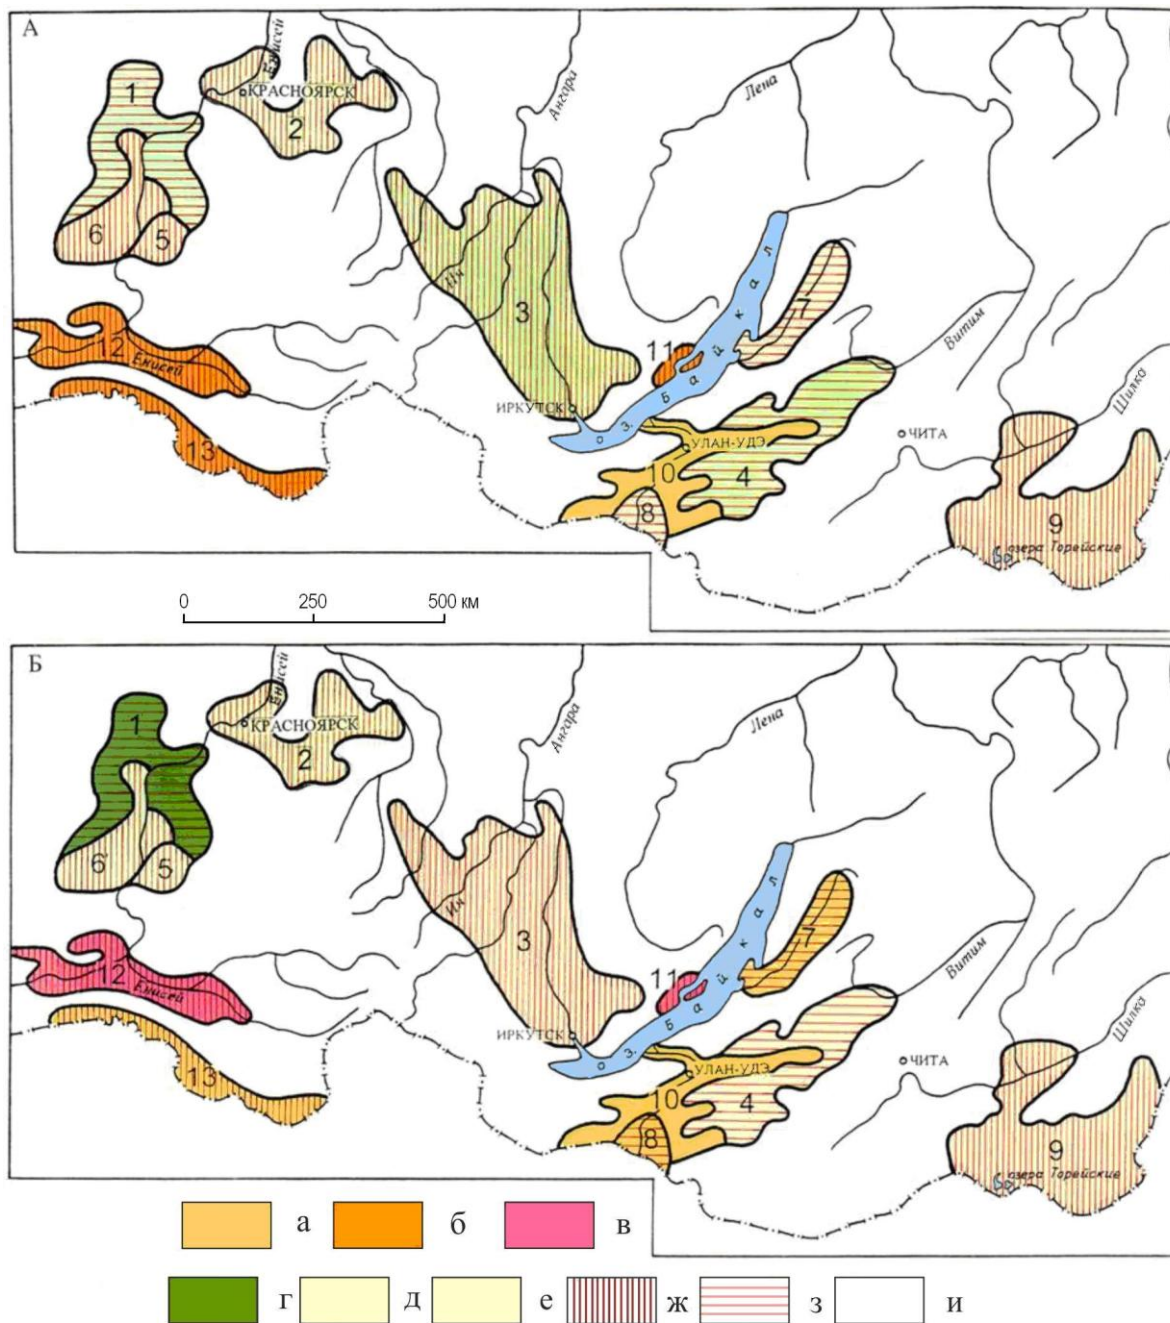 А
Енисей
КРАСНОЯРСК
Ангара
Лена
1
2
6
5
3
Ия
7
11
12
Енисей
13
Байкал
оз.
Витим
Шилка
ИРКУТСК
УЛАН-УДЭ
ЧИТА
10
4
8
9
озера Торейские
0 250 500 км
Б
Енисей
КРАСНОЯРСК
Ангара
Лена
1
2
6
5
3
Ия
7
11
12
Енисей
13
Байкал
оз.
Витим
Шилка
ИРКУТСК
УЛАН-УДЭ
ЧИТА
10
4
8
9
озера Торейские
а б в
г д е ж з и